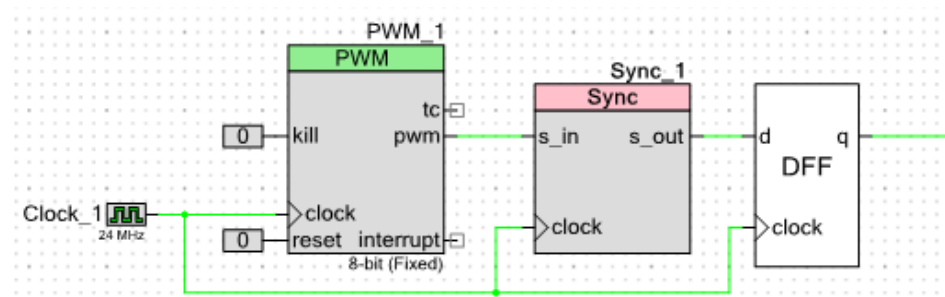 PWM_1
PWM
tc
0
kill
pwm
Clock_1
24 MHz
clock
0
reset
interrupt
8-bit (Fixed)
Sync_1
Sync
s_in
s_out
clock
d
q
DFF
clock